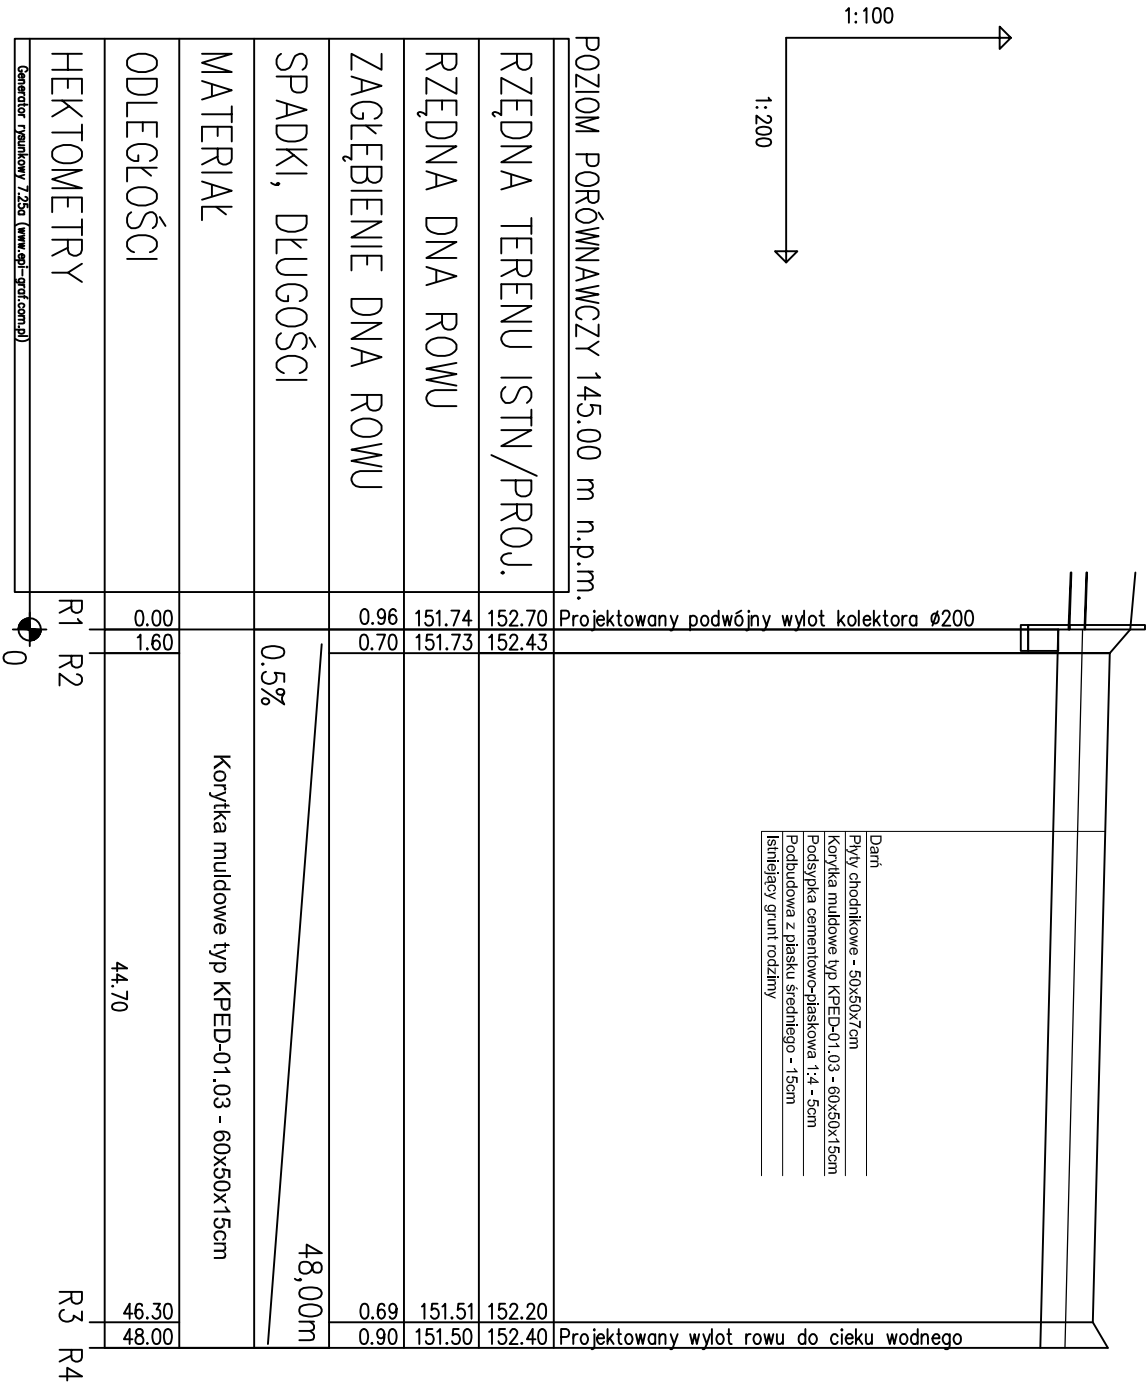 1:100
1:200
POZIOM PORÓWNAWCZY 145.00 m n.p.m.
RZĘDNA TERENU ISTN/PROJ.
RZĘDNA DNA ROWU
ZAGŁĘBIENIE DNA ROWU
SPADKI, DŁUGOŚCI
MATERIAŁ
ODLEGŁOŚCI
HEKTOMETRY
Generator rysunkowy 7.25a (www.epi-graf.com.pl)
R1
0.00
0.96
151.74
152.70
Projektowany podwójny wylot kolektora Ø200
R2
1.60
0.70
151.73
152.43
0
0.5%
48,00m
Korytka muldowe typ KPED-01.03 - 60x50x15cm
44.70
Darń
Płyty chodnikowe - 50x50x7cm
Korytka muldowe typ KPED-01.03 - 60x50x15cm
Podsypka cementowo-piaskowa 1:4 - 5cm
Podbudowa z piasku średniego - 15cm
Istniejący grunt rodzimy
R3
46.30
0.69
151.51
152.20
R4
48.00
0.90
151.50
152.40
Projektowany wylot rowu do cieku wodnego